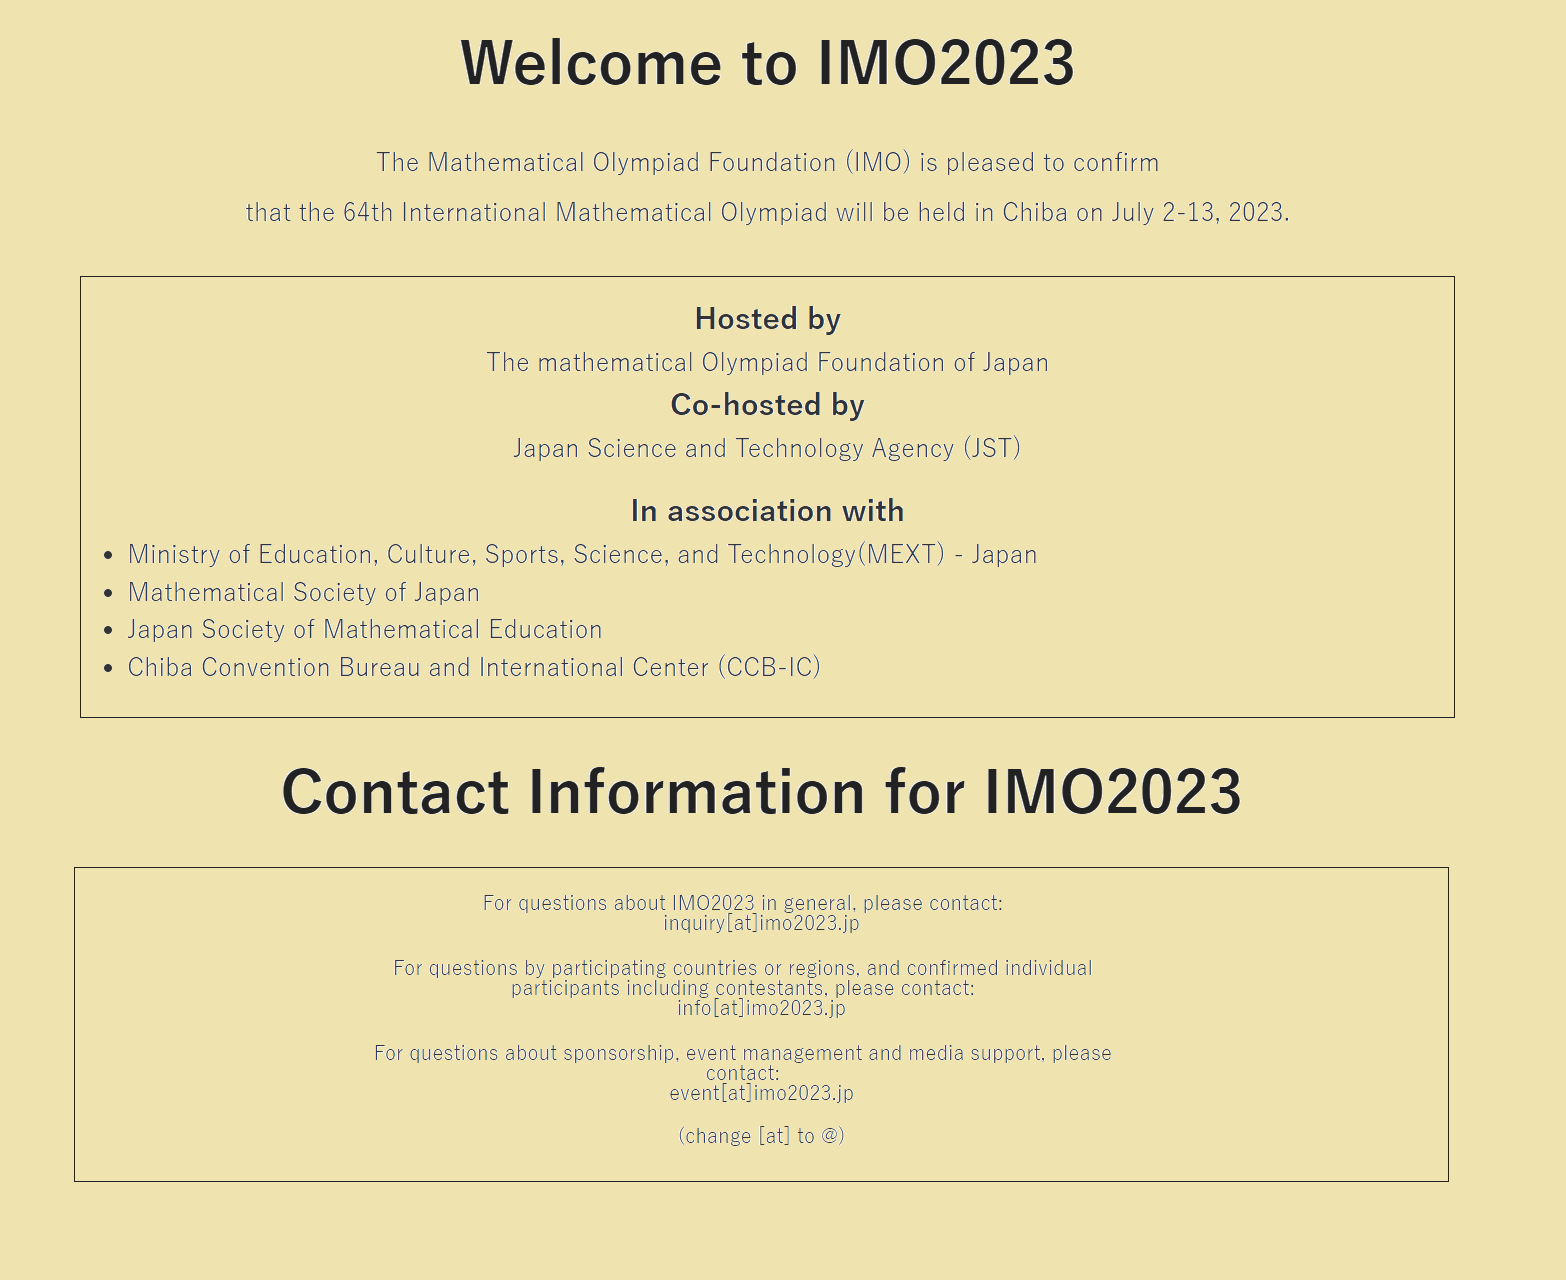 Welcome to IMO2023
The Mathematical Olympiad Foundation (IMO) is pleased to confirm
that the 64th International Mathematical Olympiad will be held in Chiba on July 2-13, 2023.
Hosted by
The mathematical Olympiad Foundation of Japan
Co-hosted by
Japan Science and Technology Agency (JST)
In association with
• Ministry of Education, Culture, Sports, Science, and Technology(MEXT) - Japan
• Mathematical Society of Japan
• Japan Society of Mathematical Education
• Chiba Convention Bureau and International Center (CCB-IC)
Contact Information for IMO2023
For questions about IMO2023 in general, please contact:
inquiry[at]imo2023.jp
For questions by participating countries or regions, and confirmed individual
participants including contestants, please contact:
info[at]imo2023.jp
For questions about sponsorship, event management and media support, please
contact:
event[at]imo2023.jp
(change [at] to @)